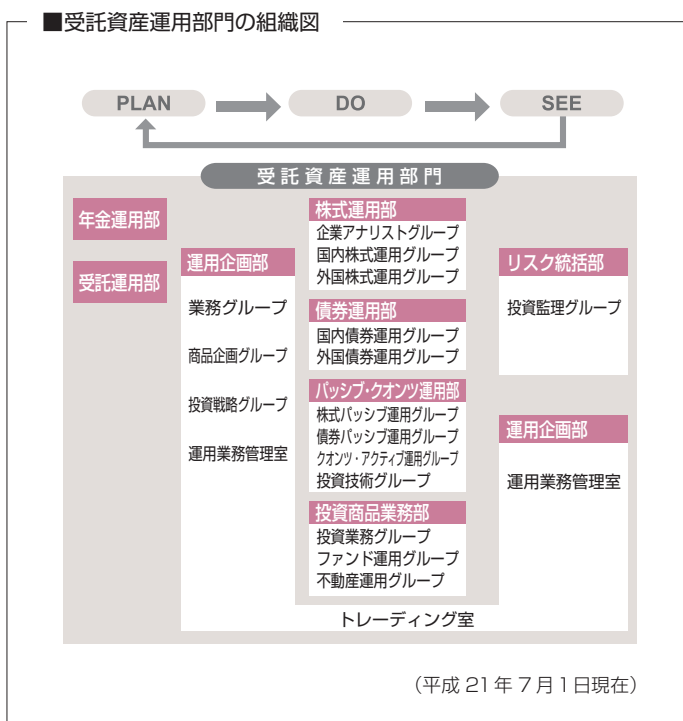 ■受託資産運用部門の組織図
PLAN
DO
SEE
受託資産運用部門
年金運用部
受託運用部
運用企画部
業務グループ
商品企画グループ
投資戦略グループ
運用業務管理室
株式運用部
企業アナリストグループ
国内株式運用グループ
外国株式運用グループ
債券運用部
国内債券運用グループ
外国債券運用グループ
パッシブ・クオンツ運用部
株式パッシブ運用グループ
債券パッシブ運用グループ
クオンツ・アクティブ運用グループ
投資技術グループ
投資商品業務部
投資業務グループ
ファンド運用グループ
不動産運用グループ
リスク統括部
投資監理グループ
運用企画部
運用業務管理室
トレーディング室
（平成 21 年 7 月 1 日現在）